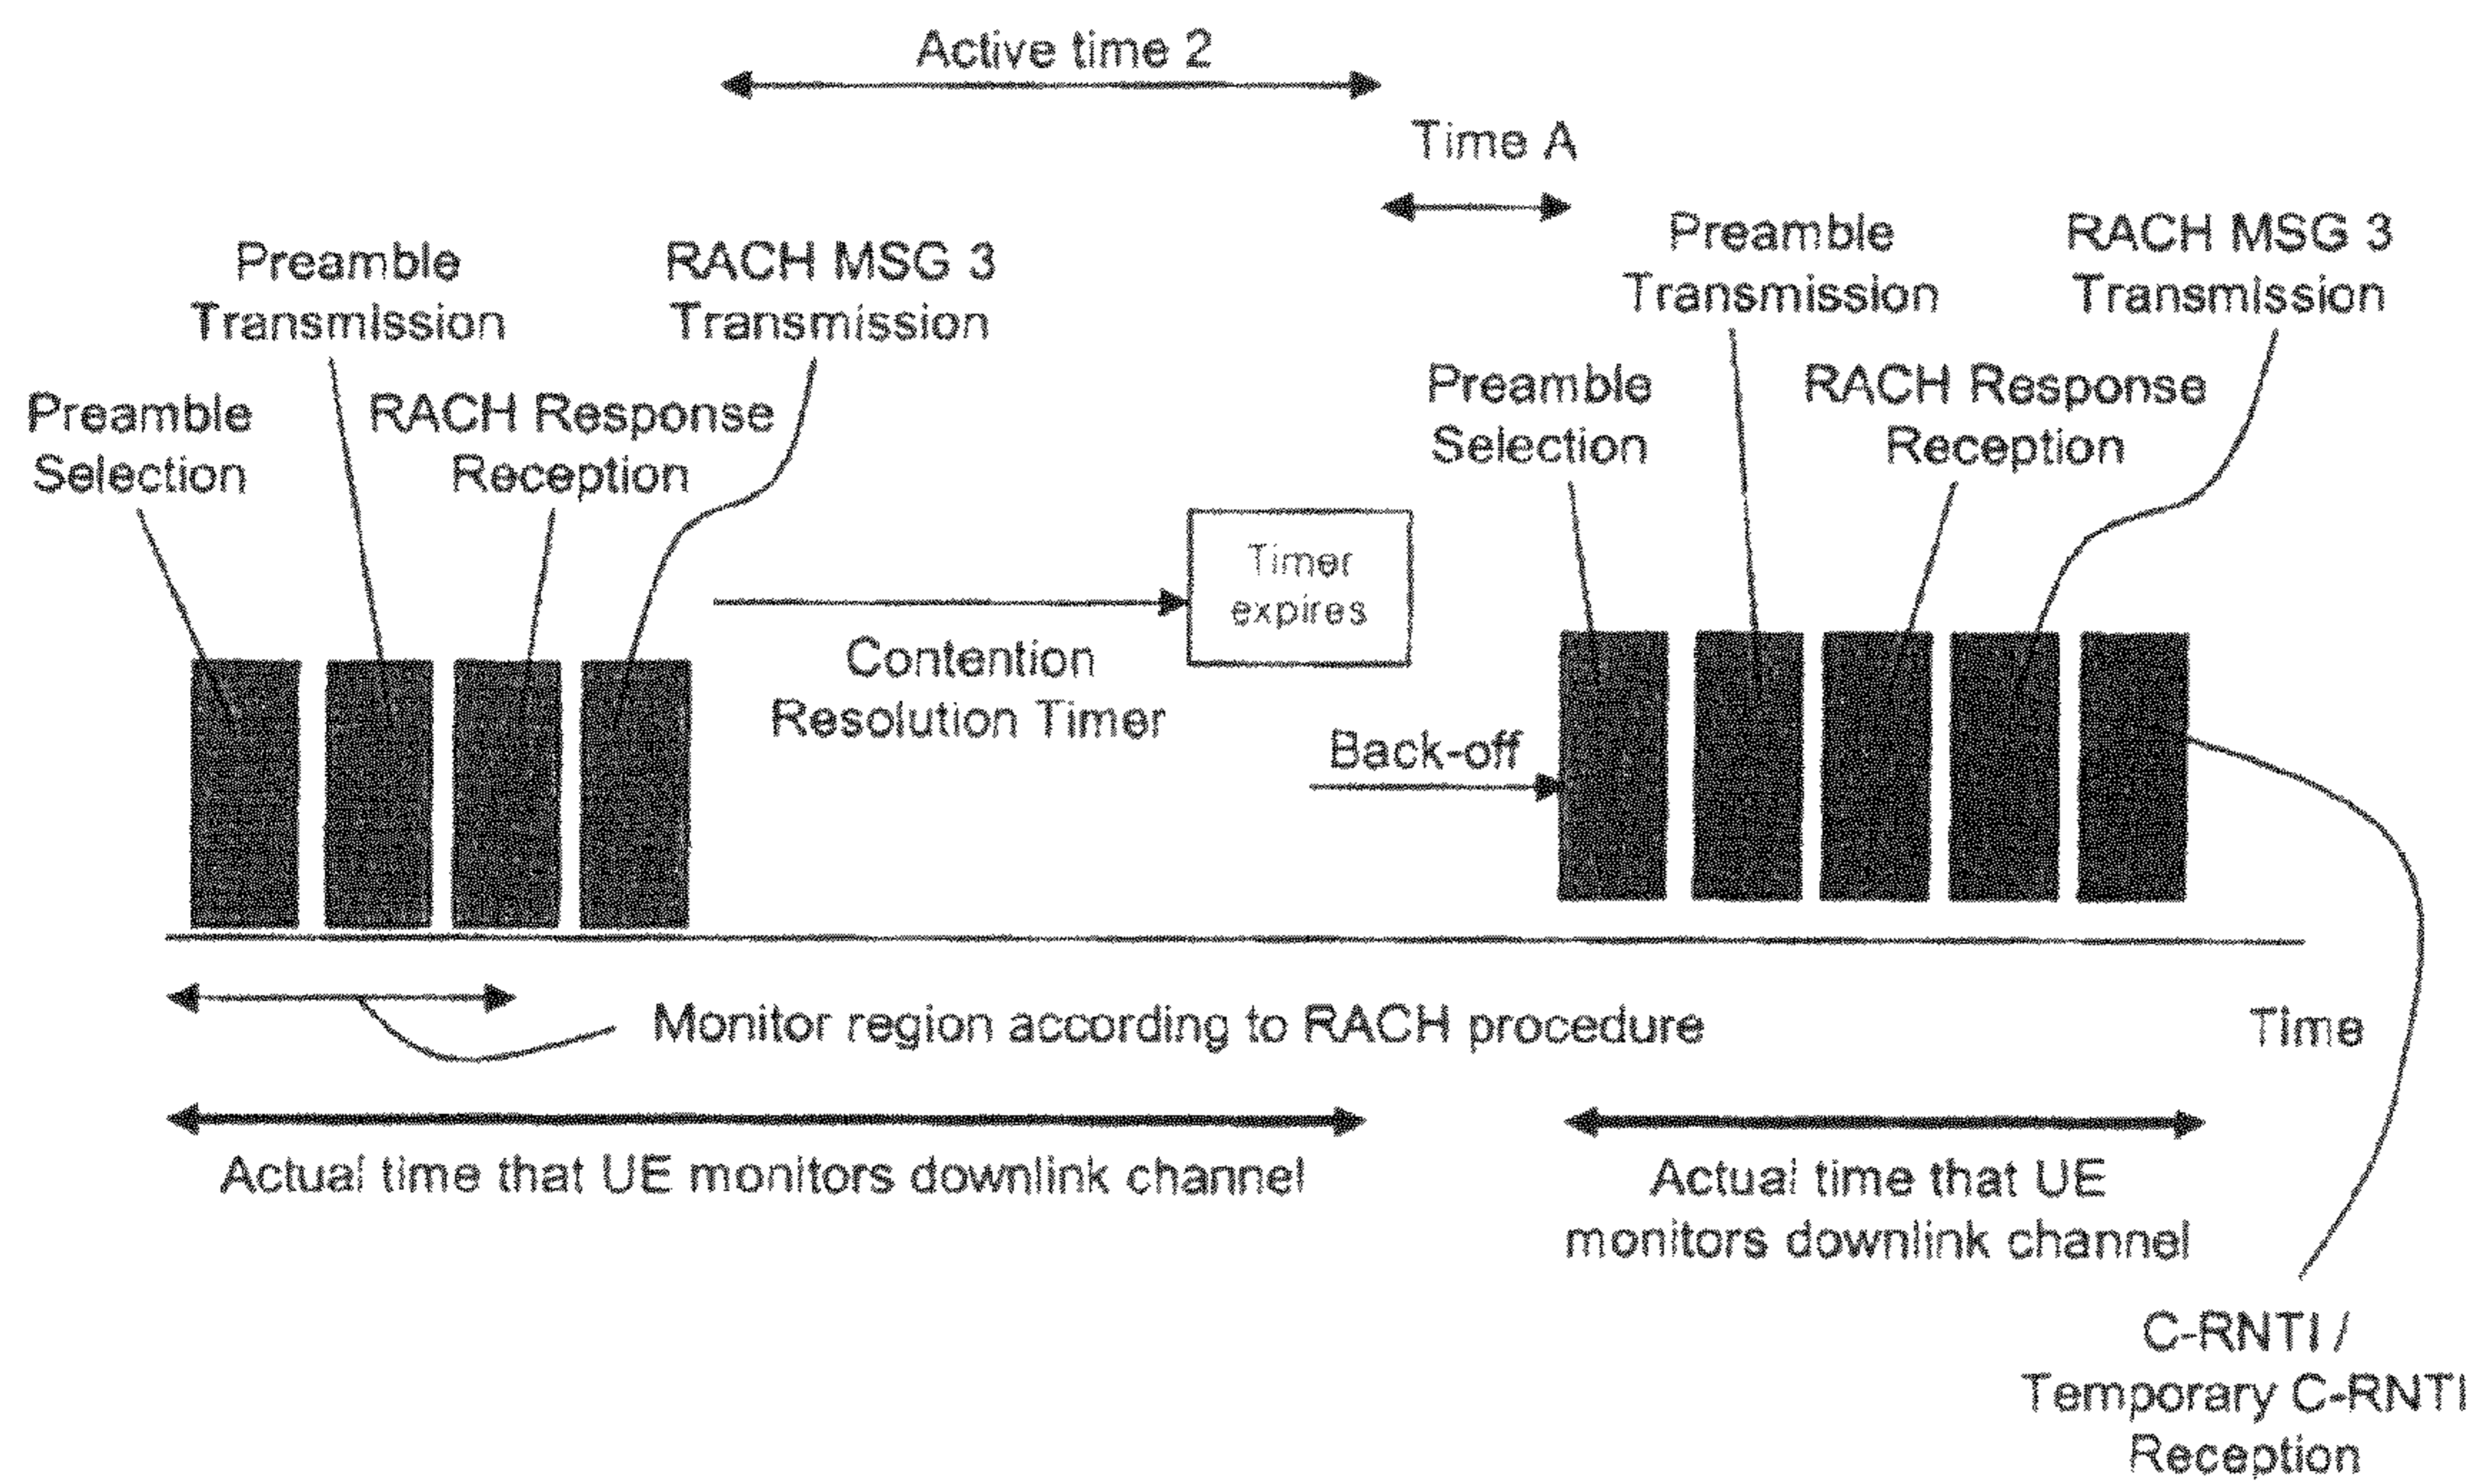 Active time 2
Time A
Preamble
Transmission
RACH MSG 3
Transmission
Preamble
Selection
RACH Response
Reception
Preamble
Transmission
RACH MSG 3
Transmission
Preamble
Selection
RACH Response
Reception
Timer
expires
Contention
Resolution Timer
Back-off
Monitor region according to RACH procedure
Time
Actual time that UE monitors downlink channel
Actual time that UE
monitors downlink channel
C-RNTI /
Temporary C-RNTI
Reception